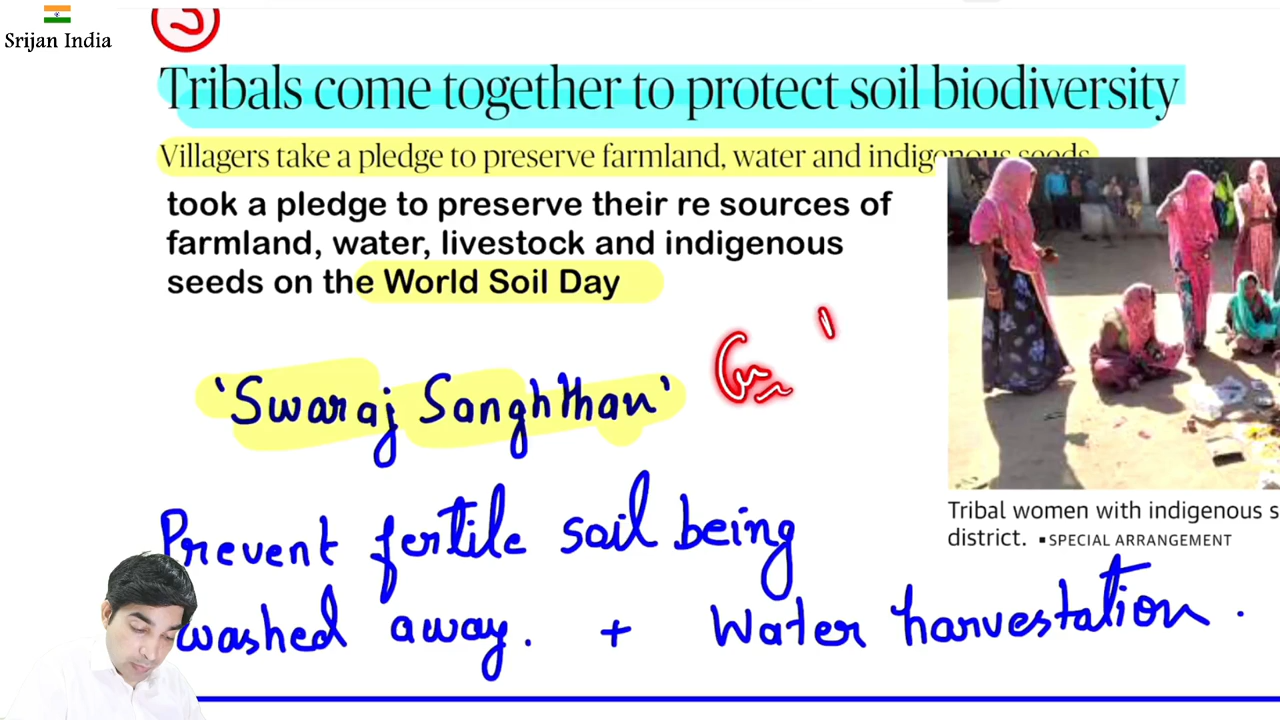 Srijan India
3
Tribals come together to protect soil biodiversity
Villagers take a pledge to preserve farmland, water and indigenous seeds
took a pledge to preserve their re sources of
farmland, water, livestock and indigenous
seeds on the World Soil Day
'Swaraj Sanghthan'
Prevent fertile soil being
washed away. + Water harvestation.
Tribal women with indigenous s
district. ▪SPECIAL ARRANGEMENT